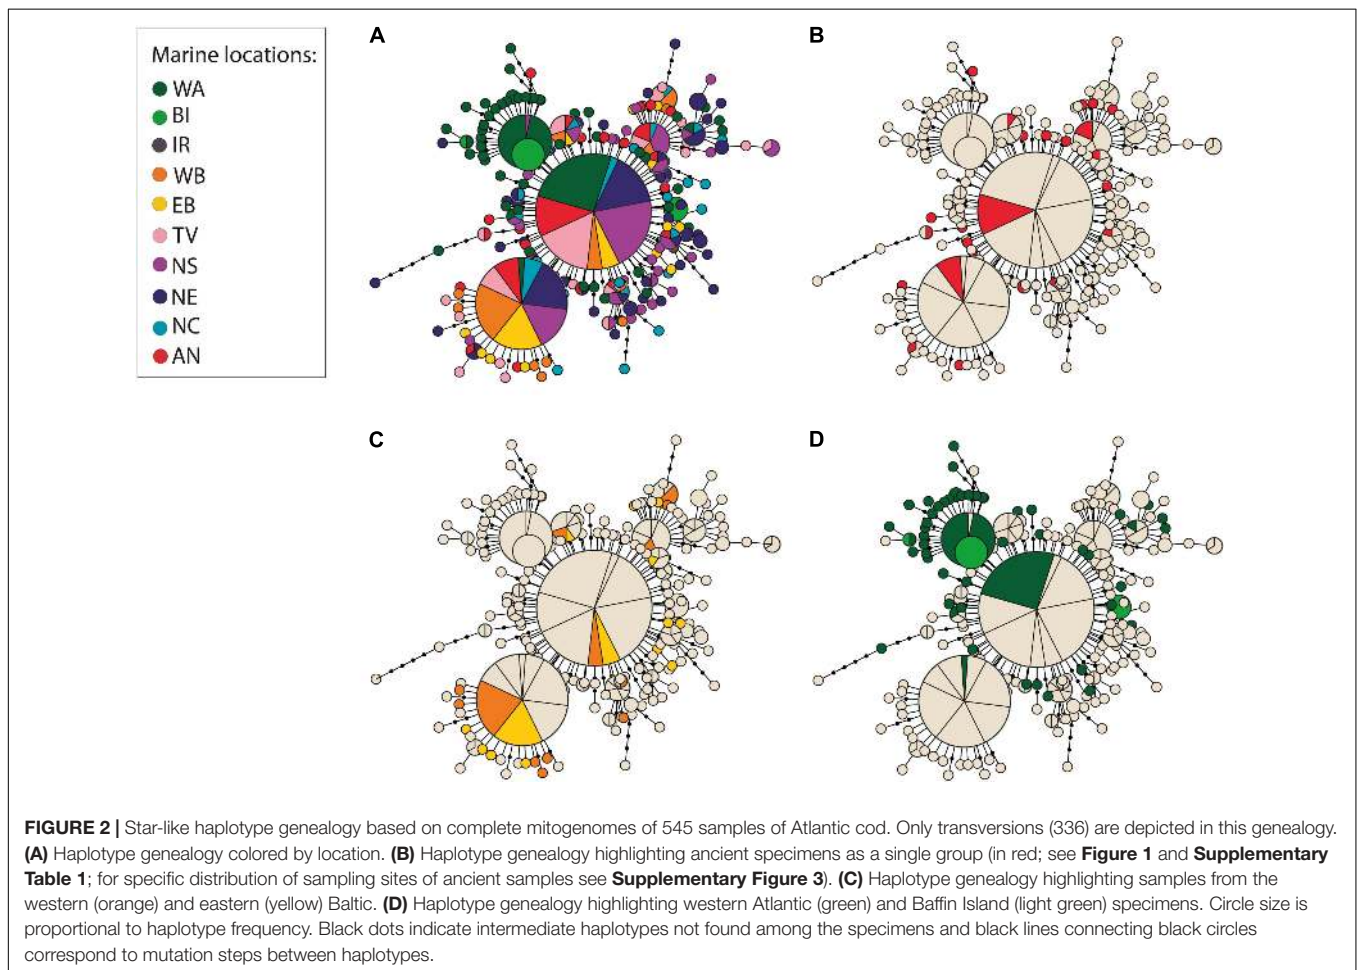 Marine locations:
WA
BI
IR
WB
EB
TV
NS
NE
NC
AN
A
B
C
D
FIGURE 2 | Star-like haplotype genealogy based on complete mitogenomes of 545 samples of Atlantic cod. Only transversions (336) are depicted in this genealogy.
(A) Haplotype genealogy colored by location. (B) Haplotype genealogy highlighting ancient specimens as a single group (in red; see Figure 1 and Supplementary
Table 1; for specific distribution of sampling sites of ancient samples see Supplementary Figure 3). (C) Haplotype genealogy highlighting samples from the
western (orange) and eastern (yellow) Baltic. (D) Haplotype genealogy highlighting western Atlantic (green) and Baffin Island (light green) specimens. Circle size is
proportional to haplotype frequency. Black dots indicate intermediate haplotypes not found among the specimens and black lines connecting black circles
correspond to mutation steps between haplotypes.